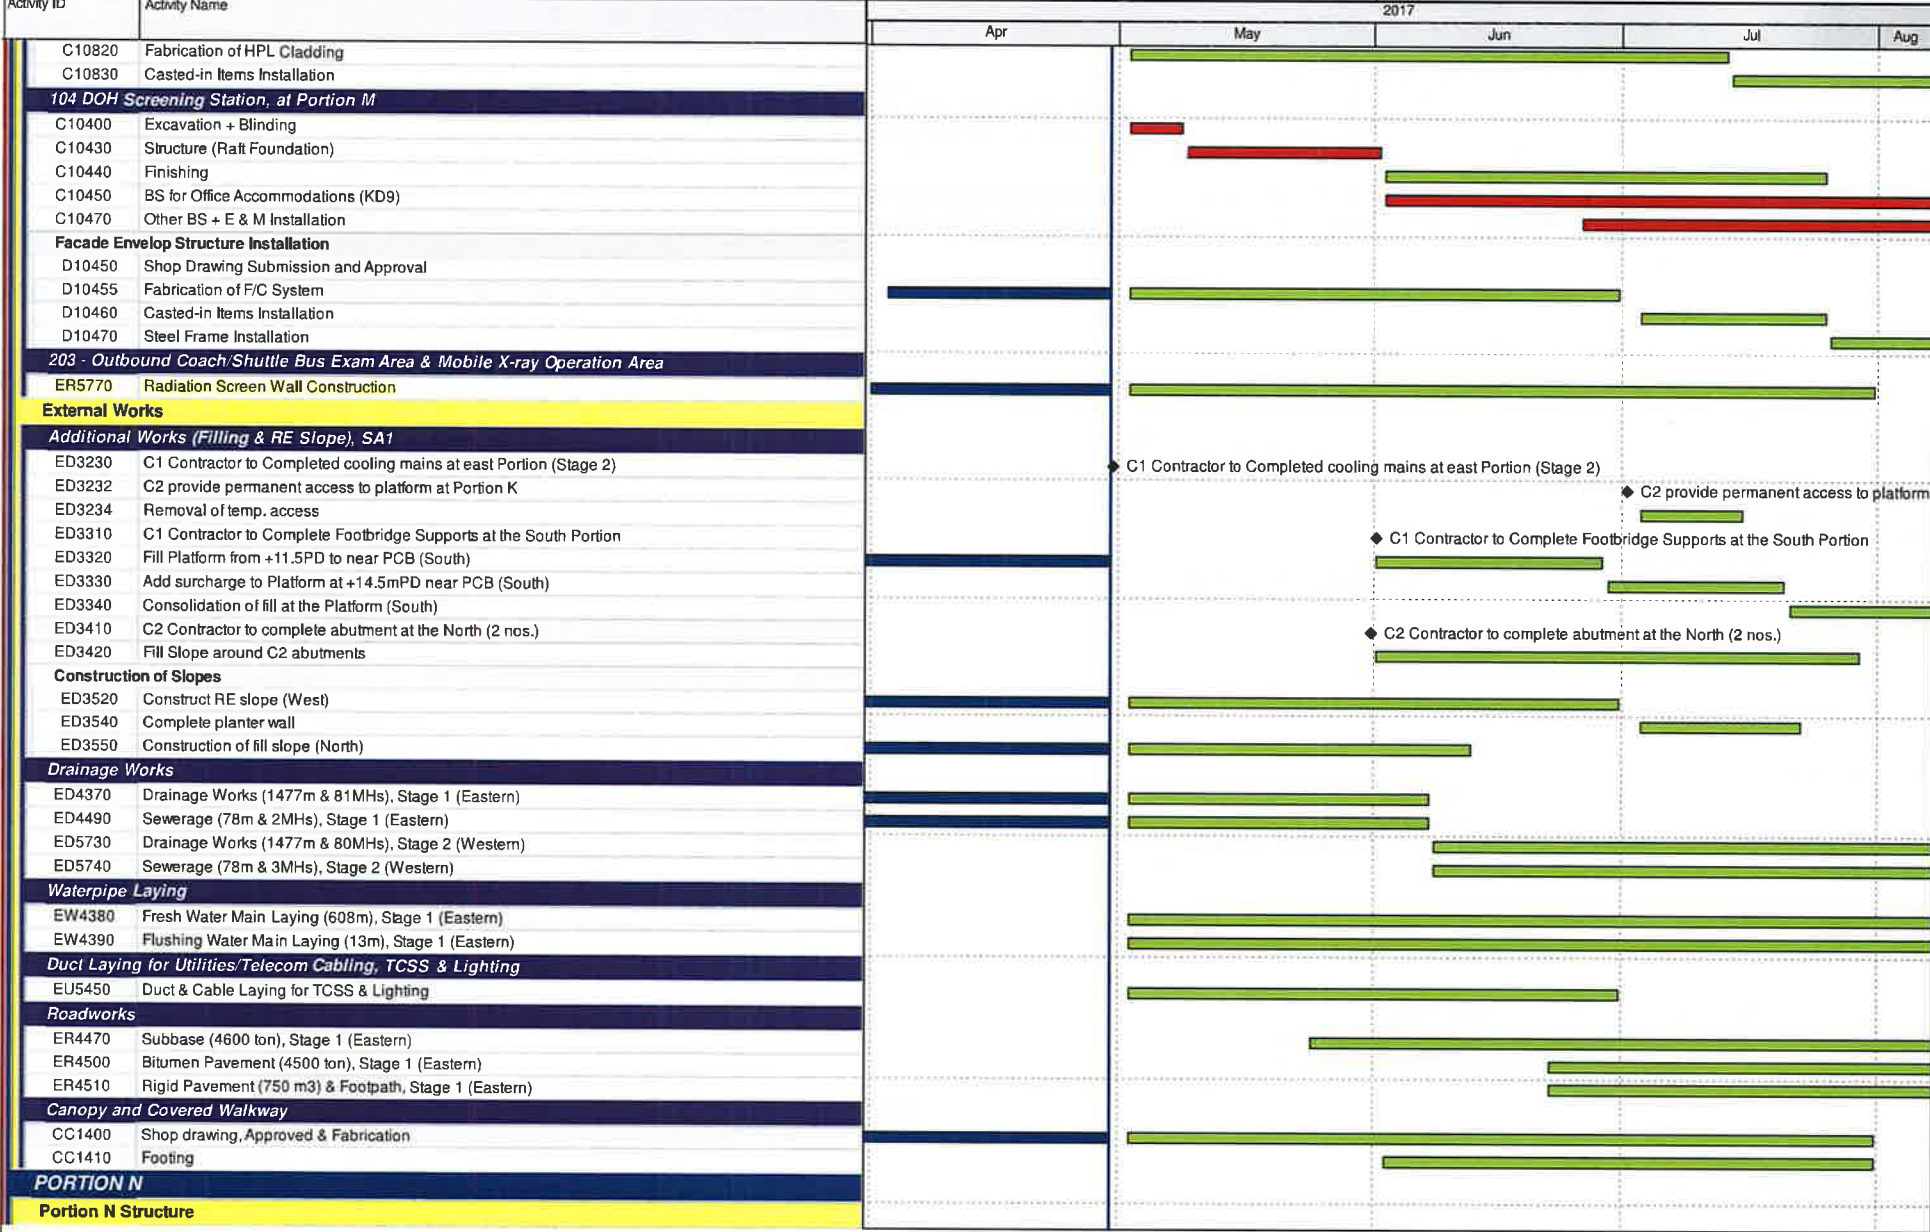 Activity ID Activity Name 2017
Apr May Jun Jul Aug
C10820 Fabrication of HPL Cladding
C10830 Casted-in Items Installation
104 DOH Screening Station, at Portion M
C10400 Excavation + Blinding
C10430 Structure (Raft Foundation)
C10440 Finishing
C10450 BS for Office Accommodations (KD9)
C10470 Other BS + E & M Installation
Facade Envelop Structure Installation
D10450 Shop Drawing Submission and Approval
D10455 Fabrication of F/C System
D10460 Casted-in Items Installation
D10470 Steel Frame Installation
203 - Outbound Coach/Shuttle Bus Exam Area & Mobile X-ray Operation Area
ER5770 Radiation Screen Wall Construction
External Works
Additional Works (Filling & RE Slope), SA1
ED3230 C1 Contractor to Completed cooling mains at east Portion (Stage 2) C1 Contractor to Completed cooling mains at east Portion (Stage 2)
ED3232 C2 provide permanent access to platform at Portion K C2 provide permanent access to platform
ED3234 Removal of temp. access
ED3310 C1 Contractor to Complete Footbridge Supports at the South Portion C1 Contractor to Complete Footbridge Supports at the South Portion
ED3320 Fill Platform from +11.5PD to near PCB (South)
ED3330 Add surcharge to Platform at +14.5mPD near PCB (South)
ED3340 Consolidation of fill at the Platform (South)
ED3410 C2 Contractor to complete abutment at the North (2 nos.) C2 Contractor to complete abutment at the North (2 nos.)
ED3420 Fill Slope around C2 abutments
Construction of Slopes
ED3520 Construct RE slope (West)
ED3540 Complete planter wall
ED3550 Construction of fill slope (North)
Drainage Works
ED4370 Drainage Works (1477m & 81MHs), Stage 1 (Eastern)
ED4490 Sewerage (78m & 2MHs), Stage 1 (Eastern)
ED5730 Drainage Works (1477m & 80MHs), Stage 2 (Western)
ED5740 Sewerage (78m & 3MHs), Stage 2 (Western)
Waterpipe Laying
EW4380 Fresh Water Main Laying (608m), Stage 1 (Eastern)
EW4390 Flushing Water Main Laying (13m), Stage 1 (Eastern)
Duct Laying for Utilities/Telecom Cabling, TCSS & Lighting
EU5450 Duct & Cable Laying for TCSS & Lighting
Roadworks
ER4470 Subbase (4600 ton), Stage 1 (Eastern)
ER4500 Bitumen Pavement (4500 ton), Stage 1 (Eastern)
ER4510 Rigid Pavement (750 m3) & Footpath, Stage 1 (Eastern)
Canopy and Covered Walkway
CC1400 Shop drawing, Approved & Fabrication
CC1410 Footing
PORTION N
Portion N Structure